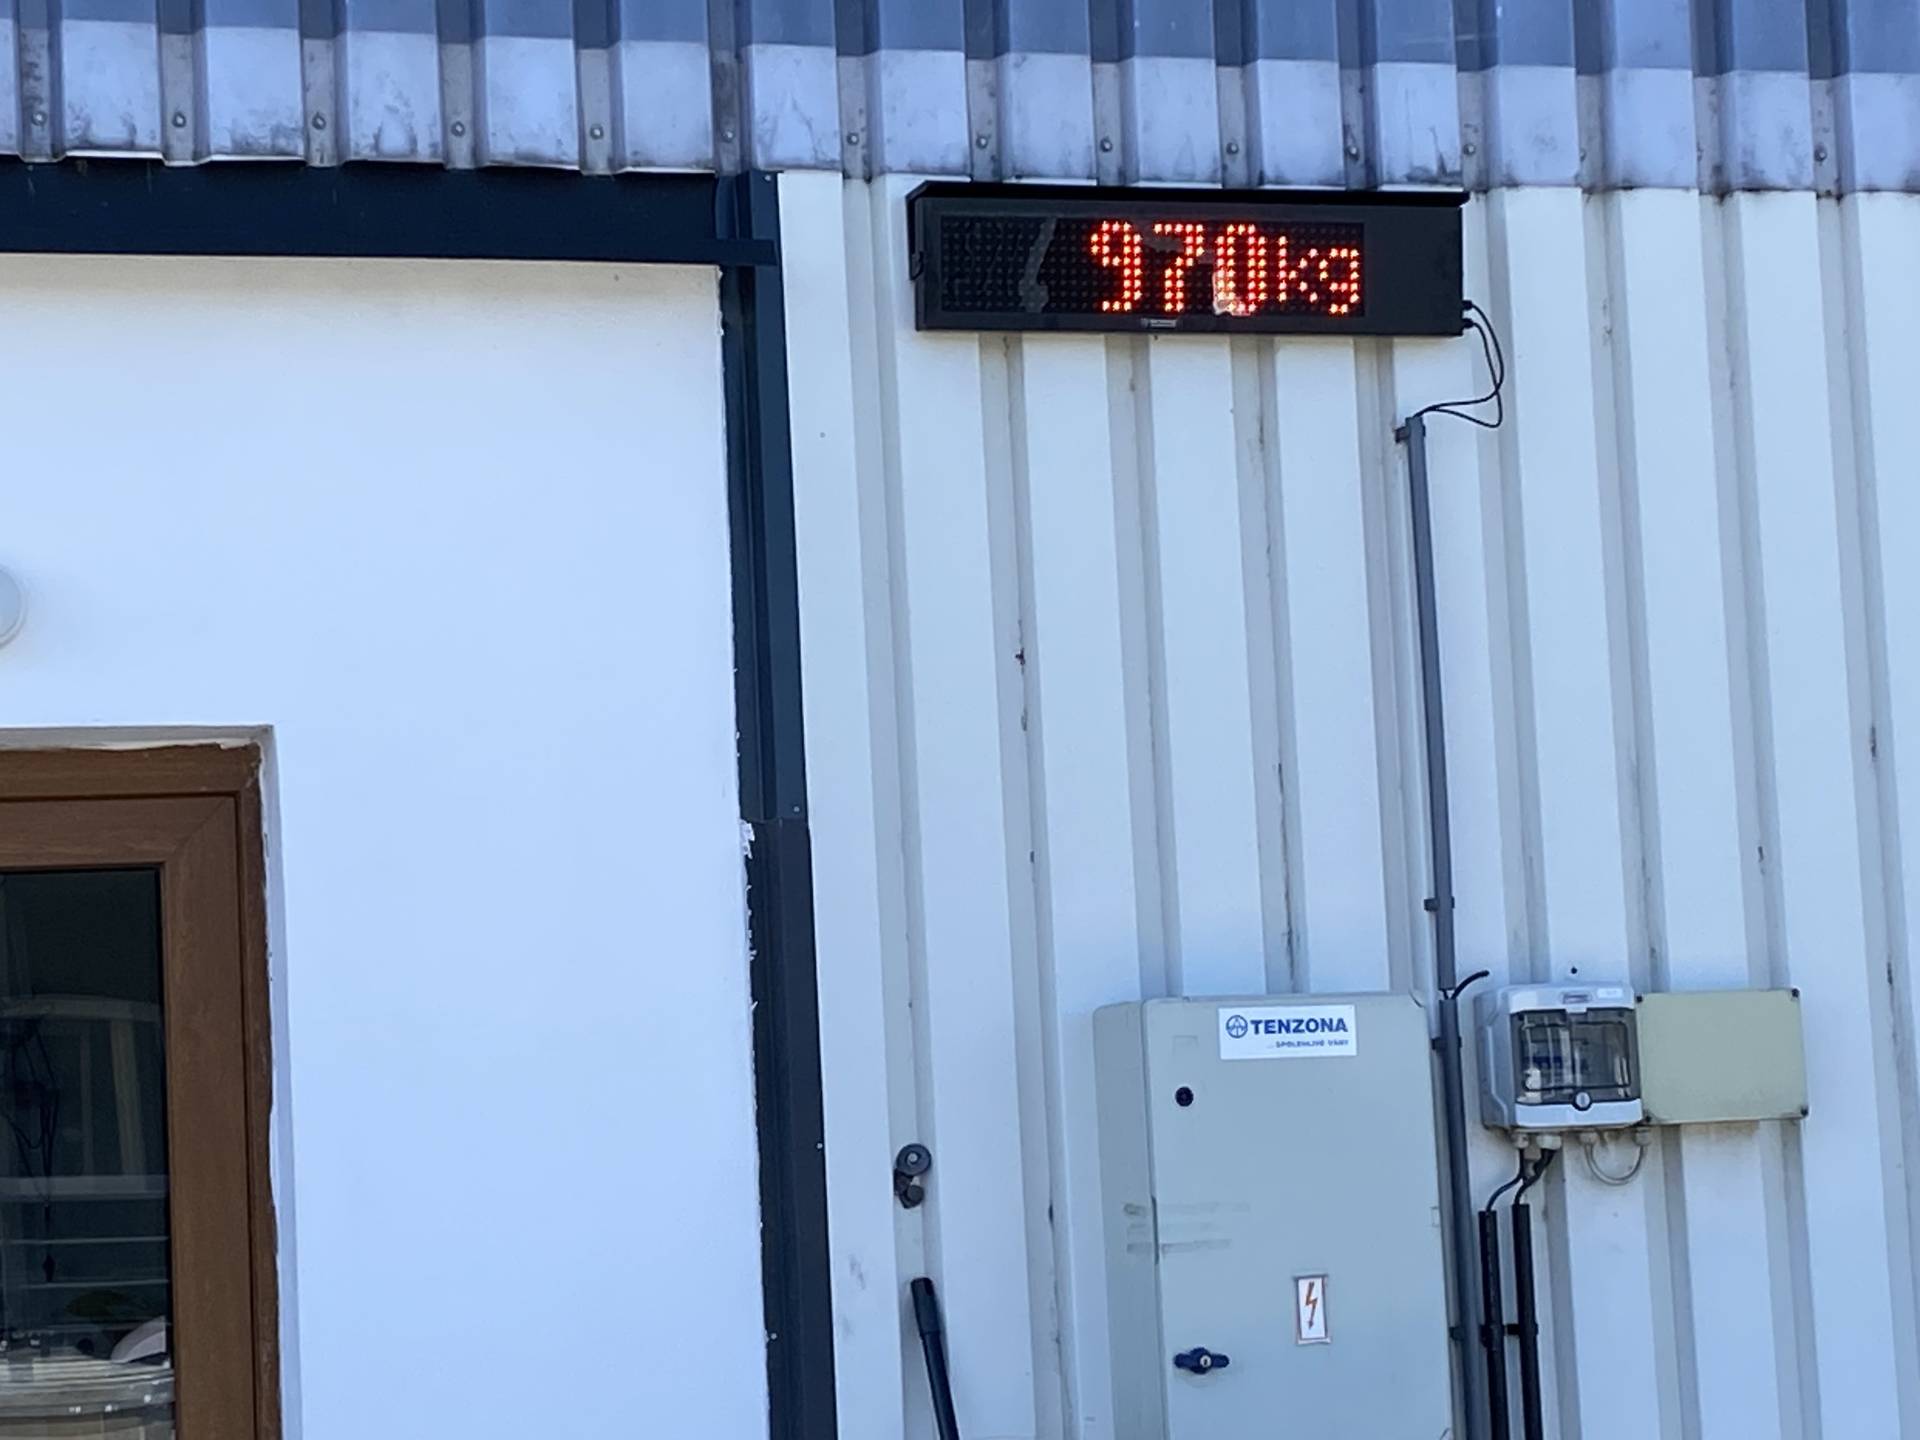 970kg
TENZONA
...SPOLEHLIVÉ VÁHY